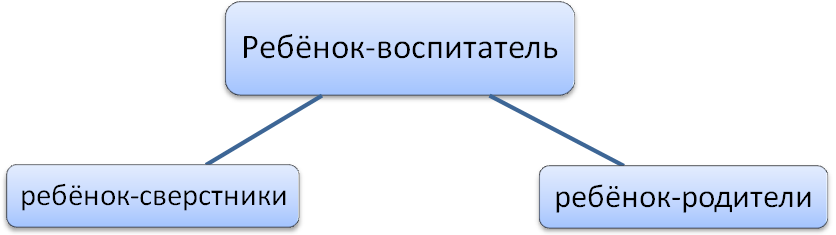 Ребёнок-воспитатель
ребёнок-сверстники
ребёнок-родители